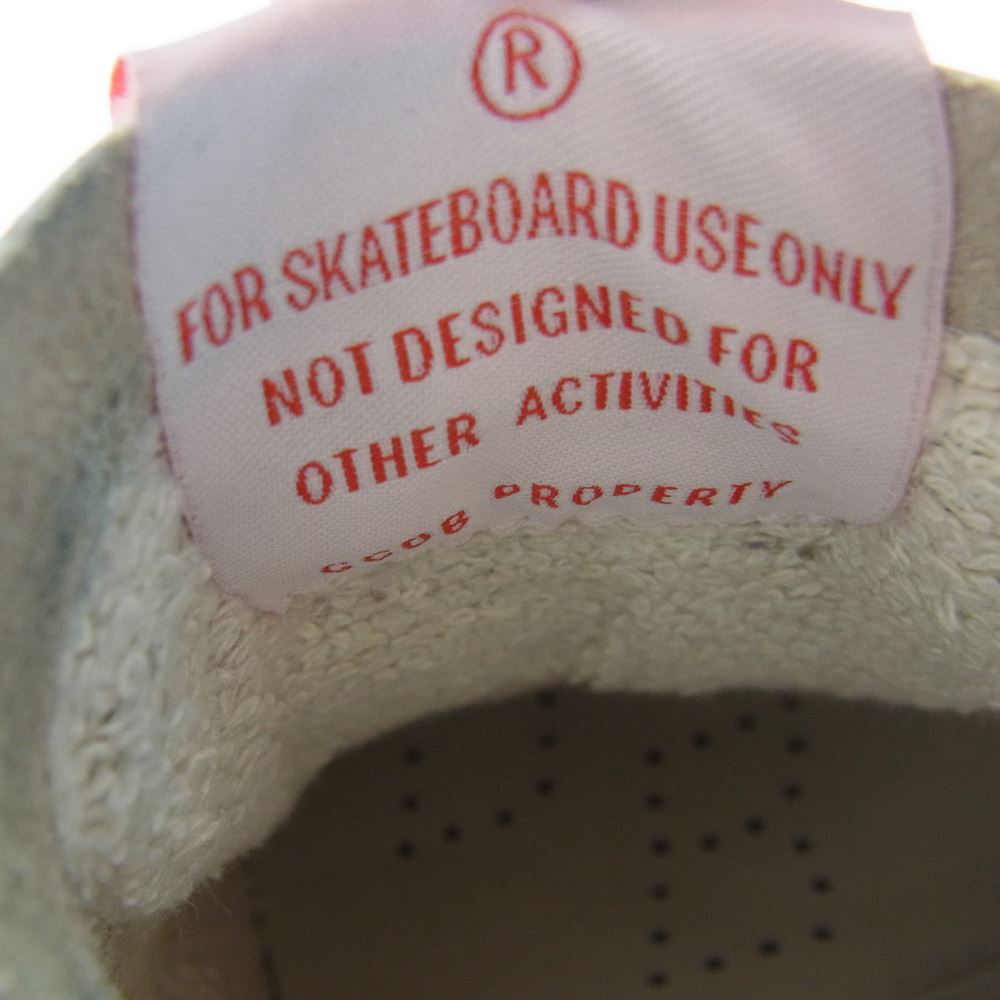 ®
FOR SKATEBOARD USE ONLY
NOT DESIGNED FOR
OTHER ACTIVITIES
PROPERTY